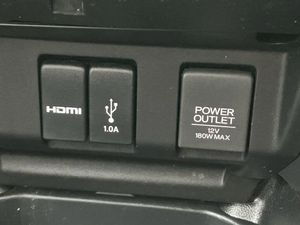 HDMI
1.0A
POWER
OUTLET
12V
180W MAX